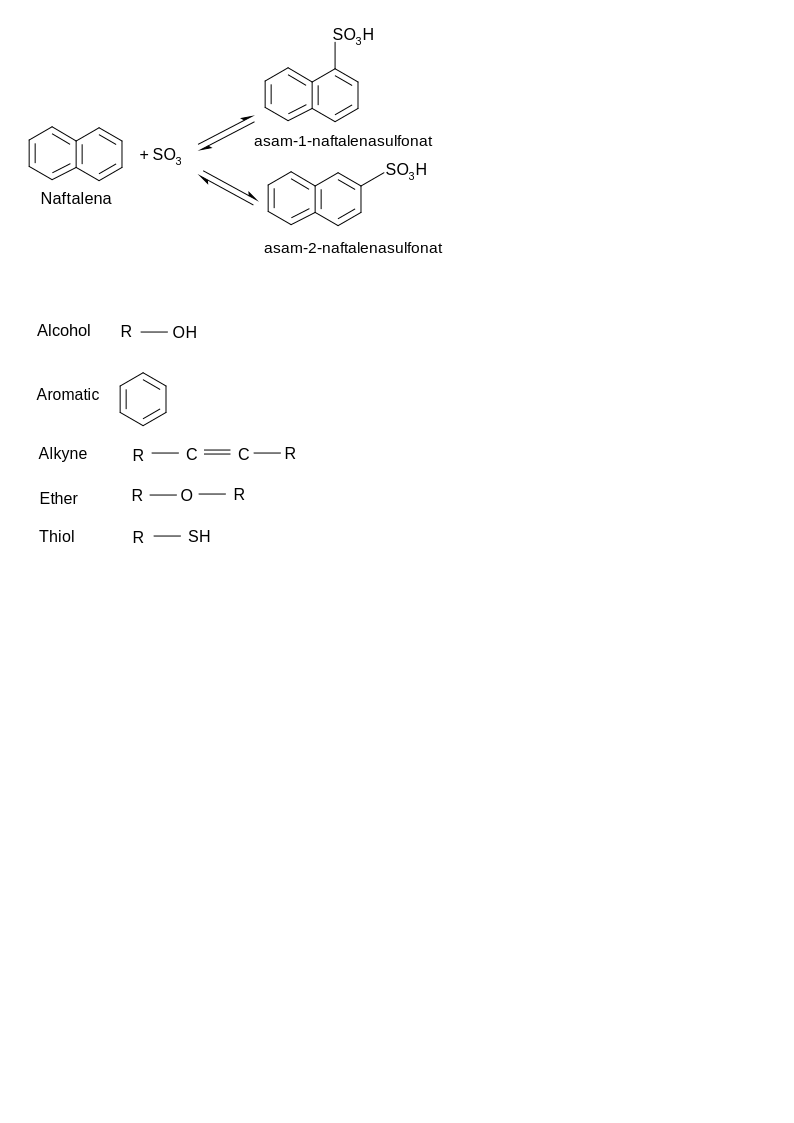 SO3H
asam-1-naftalenasulfonat
+ SO3
Naftalena
SO3H
asam-2-naftalenasulfonat
Alcohol R OH
Aromatic
Alkyne R C C R
Ether R O R
Thiol R SH